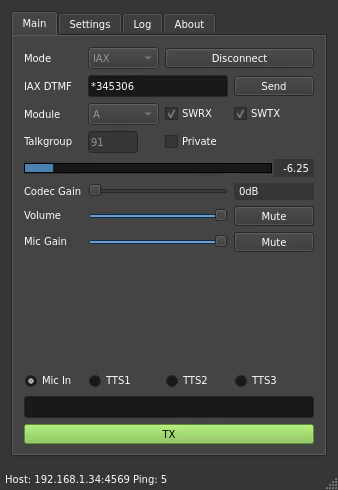 Main Settings Log About
Mode IAX Disconnect
IAX DTMF *345306 Send
Module A SWRX SWTX
Talkgroup 91 Private
-6.25
Codec Gain 0dB
Volume Mute
Mic Gain Mute
Mic In TTS1 TTS2 TTS3
TX
Host: 192.168.1.34:4569 Ping: 5